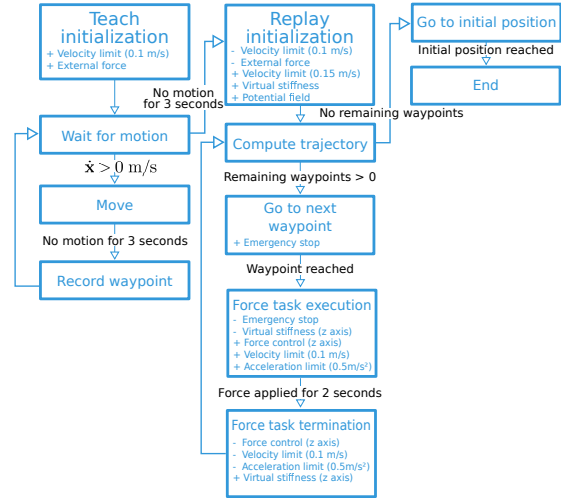 Teach
initialization
+ Velocity limit (0.1 m/s)
+ External force
No motion
for 3 seconds
Wait for motion
ẋ > 0 m/s
Move
No motion for 3 seconds
Record waypoint
Replay
initialization
- Velocity limit (0.1 m/s)
- External force
+ Velocity limit (0.15 m/s)
+ Virtual stiffness
+ Potential field
No remaining waypoints
Compute trajectory
Remaining waypoints > 0
Go to next
waypoint
+ Emergency stop
Waypoint reached
Force task execution
- Emergency stop
- Virtual stiffness (z axis)
+ Force control (z axis)
+ Velocity limit (0.1 m/s)
+ Acceleration limit (0.5m/s²)
Force applied for 2 seconds
Force task termination
- Force control (z axis)
- Velocity limit (0.1 m/s)
- Acceleration limit (0.5m/s²)
+ Virtual stiffness (z axis)
Go to initial position
Initial position reached
End